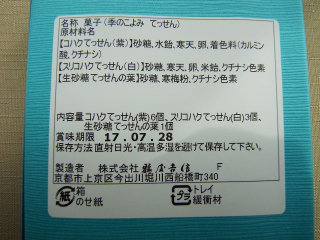 名称 菓子(季のこよみ てっせん)
原材料名
【コハクてっせん(紫)】砂糖、水飴、寒天、卵、着色料(カルミン
酸、クチナシ)
【スリコハクてっせん(白)】砂糖、寒天、卵、米飴、クチナシ色素
【生砂糖てっせんの葉】砂糖、寒梅粉、クチナシ色素
内容量コハクてっせん(紫)6個、スリコハクてっせん(白)3個、
生砂糖てっせんの葉1個
賞味期限 17.07.28
保存方法 直射日光・高温多湿を避けて保存して下さい。
製造者 株式会社 鶴屋吉信 F
京都市上京区今出川堀川西船橋町340
紙 箱
のせ紙
プラ トレイ
緩衝材